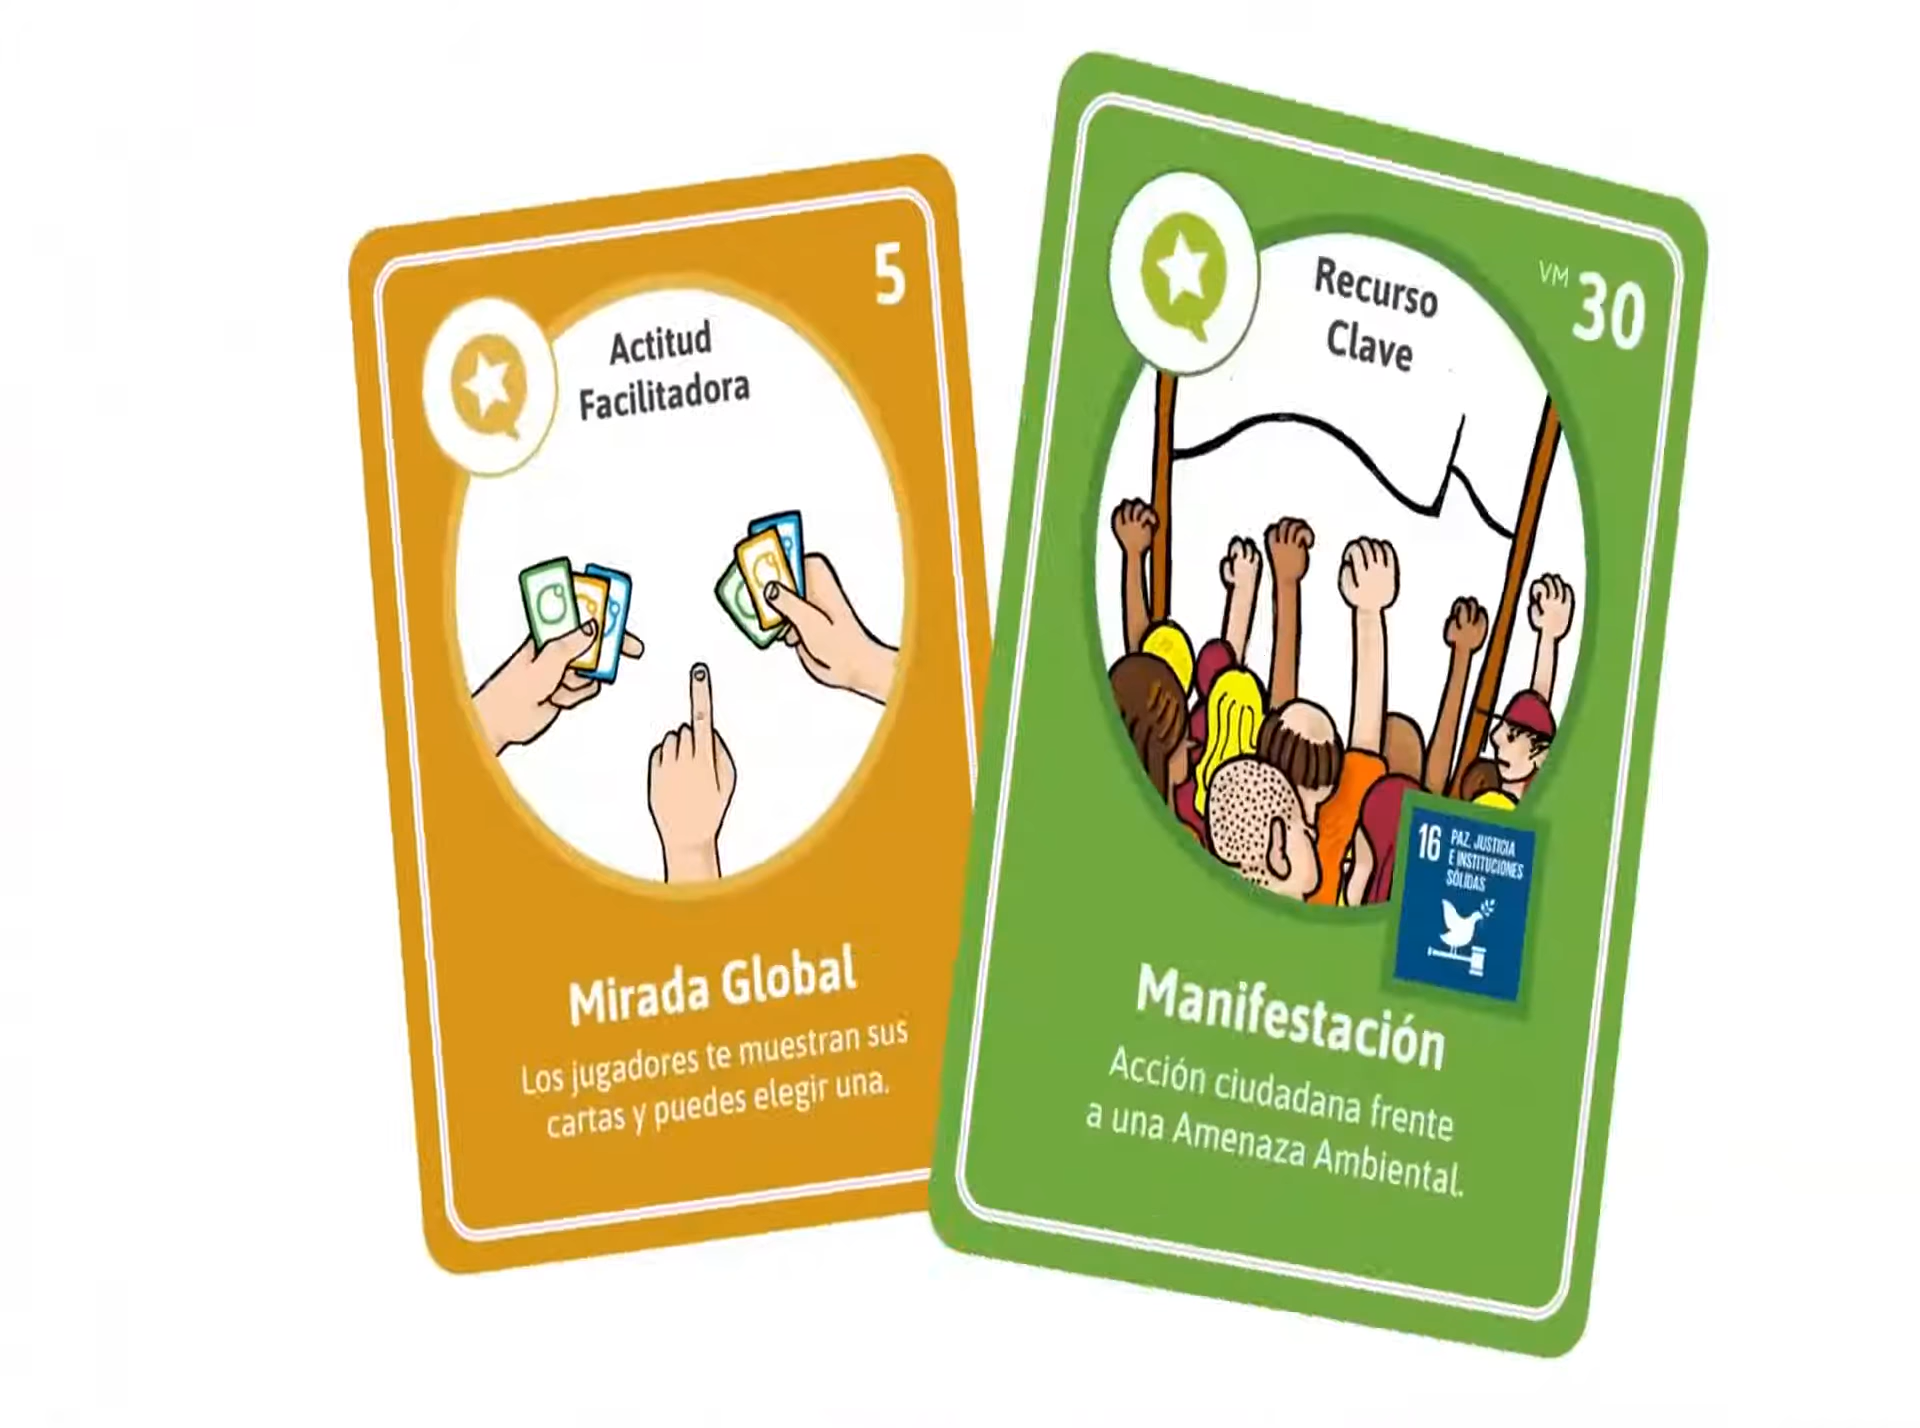 5
Actitud
Facilitadora
Mirada Global
Los jugadores te muestran sus
cartas y puedes elegir una.
VM 30
Recurso
Clave
16 PAZ, JUSTICIA
E INSTITUCIONES
SÓLIDAS
Manifestación
Acción ciudadana frente
a una Amenaza Ambiental.